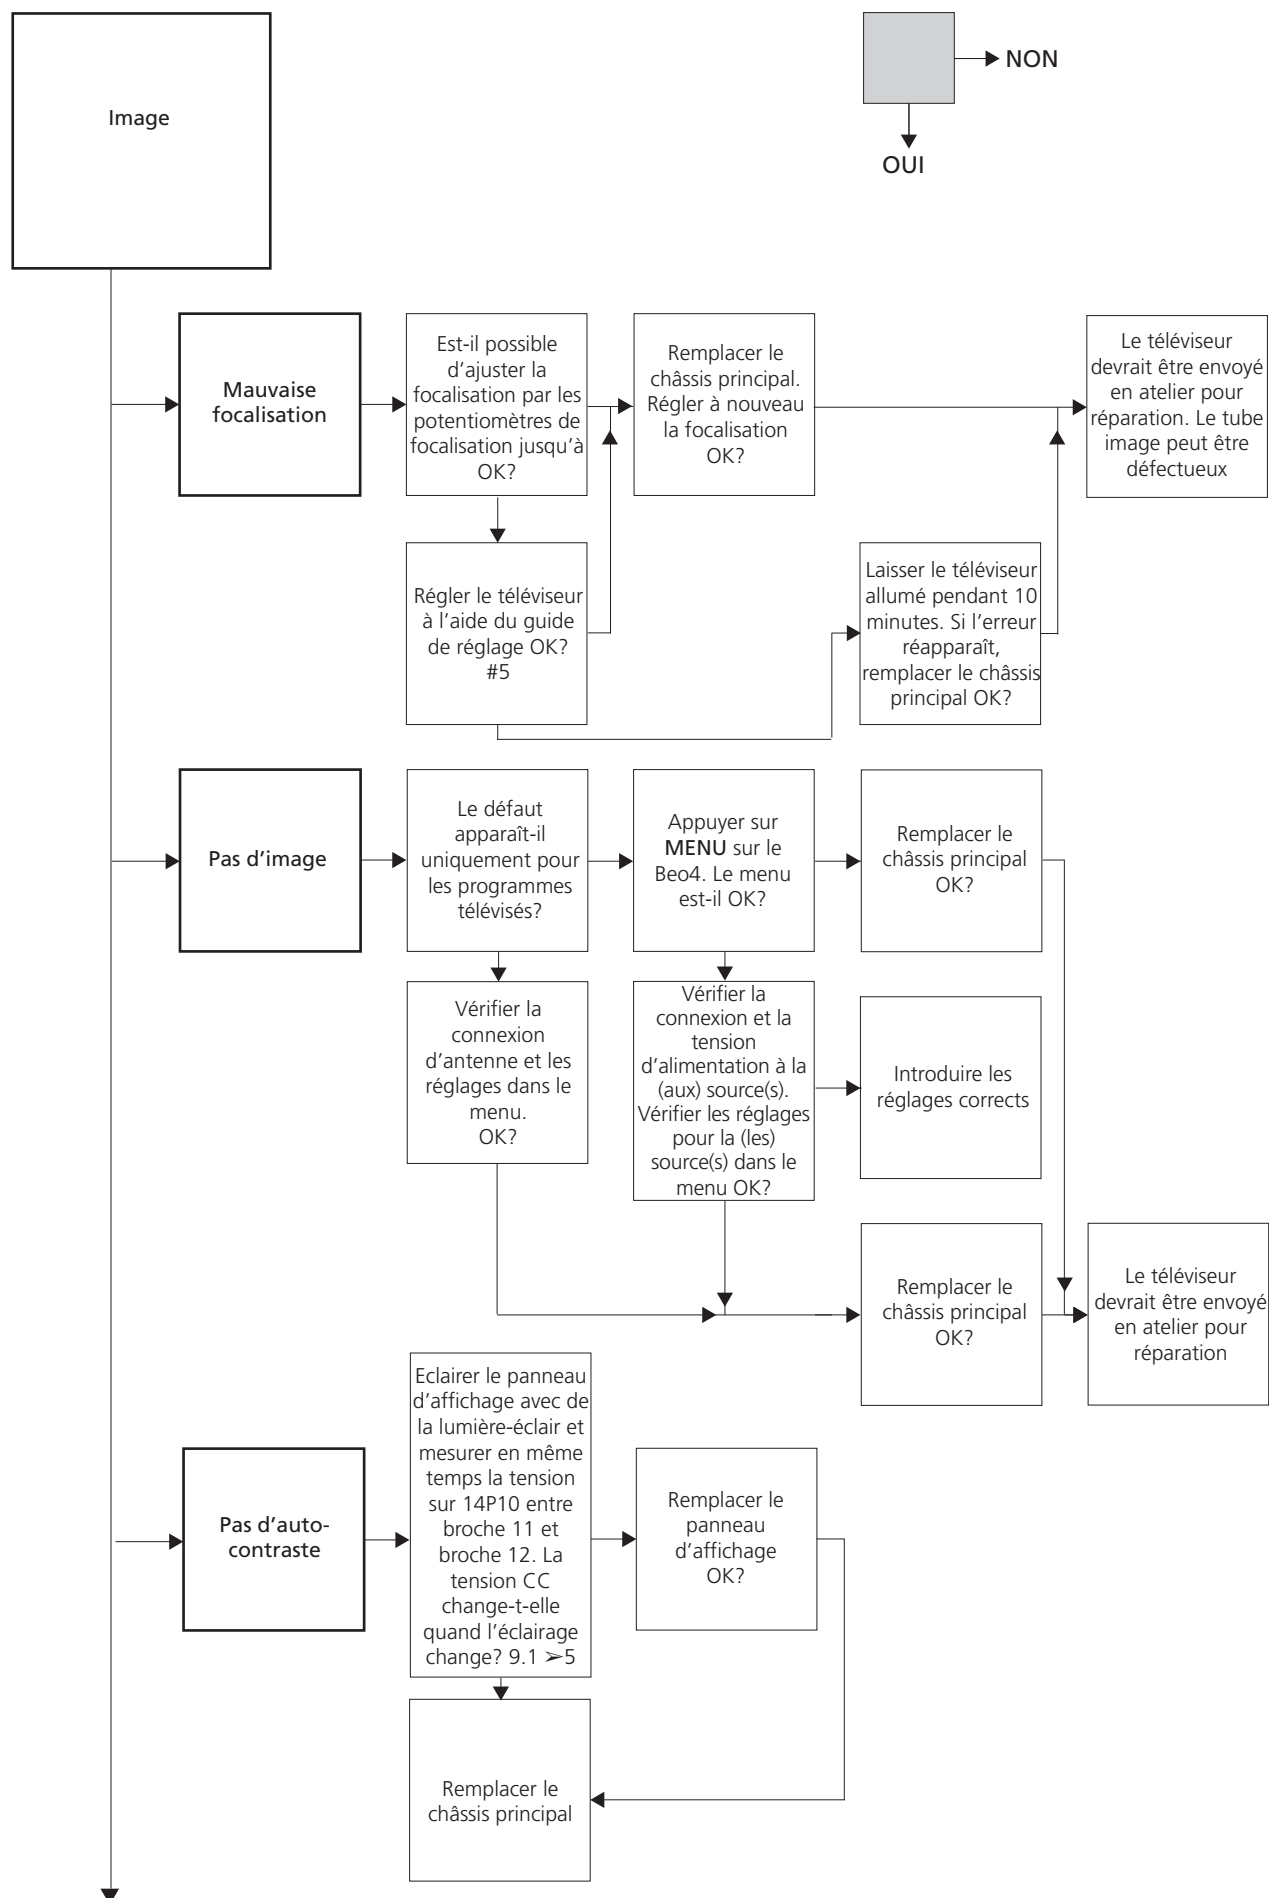 Image
NON
OUI
Mauvaise
focalisation
Est-il possible
d'ajuster la
focalisation par les
potentiomètres de
focalisation jusqu'à
OK?
Remplacer le
châssis principal.
Régler à nouveau
la focalisation
OK?
Le téléviseur
devrait être envoyé
en atelier pour
réparation. Le tube
image peut être
défectueux
Régler le téléviseur
à l'aide du guide
de réglage OK?
#5
Laisser le téléviseur
allumé pendant 10
minutes. Si l'erreur
réapparaît,
remplacer le châssis
principal OK?
Pas d'image
Le défaut
apparaît-il
uniquement pour
les programmes
télévisés?
Appuyer sur
MENU sur le
Beo4. Le menu
est-il OK?
Remplacer le
châssis principal
OK?
Vérifier la
connexion
d'antenne et les
réglages dans le
menu.
OK?
Vérifier la
connexion et la
tension
d'alimentation à la
(aux) source(s).
Vérifier les réglages
pour la (les)
source(s) dans le
menu OK?
Introduire les
réglages corrects
Remplacer le
châssis principal
OK?
Le téléviseur
devrait être envoyé
en atelier pour
réparation
Pas d'auto-
contraste
Eclairer le panneau
d'affichage avec de
la lumière-éclair et
mesurer en même
temps la tension
sur 14P10 entre
broche 11 et
broche 12. La
tension CC
change-t-elle
quand l'éclairage
change? 9.1 ➢5
Remplacer le
panneau
d'affichage
OK?
Remplacer le
châssis principal